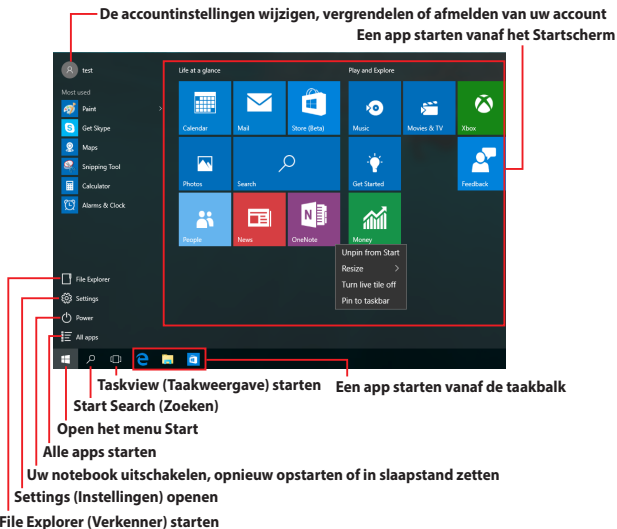 De accountinstellingen wijzigen, vergrendelen of afmelden van uw account
Een app starten vanaf het Startscherm
test
Life at a glance
Play and Explore
Most used
Paint
Get Skype
Maps
Snipping Tool
Calculator
Alarms & Clock
Calendar
Mail
Store (Beta)
Music
Movies & TV
Xbox
Photos
Search
Get Started
Feedback
People
News
OneNote
Money
Unpin from Start
Resize
Turn live tile off
Pin to taskbar
File Explorer
Settings
Power
All apps
Taskview (Taakweergave) starten
Een app starten vanaf de taakbalk
Start Search (Zoeken)
Open het menu Start
Alle apps starten
Uw notebook uitschakelen, opnieuw opstarten of in slaapstand zetten
Settings (Instellingen) openen
File Explorer (Verkenner) starten